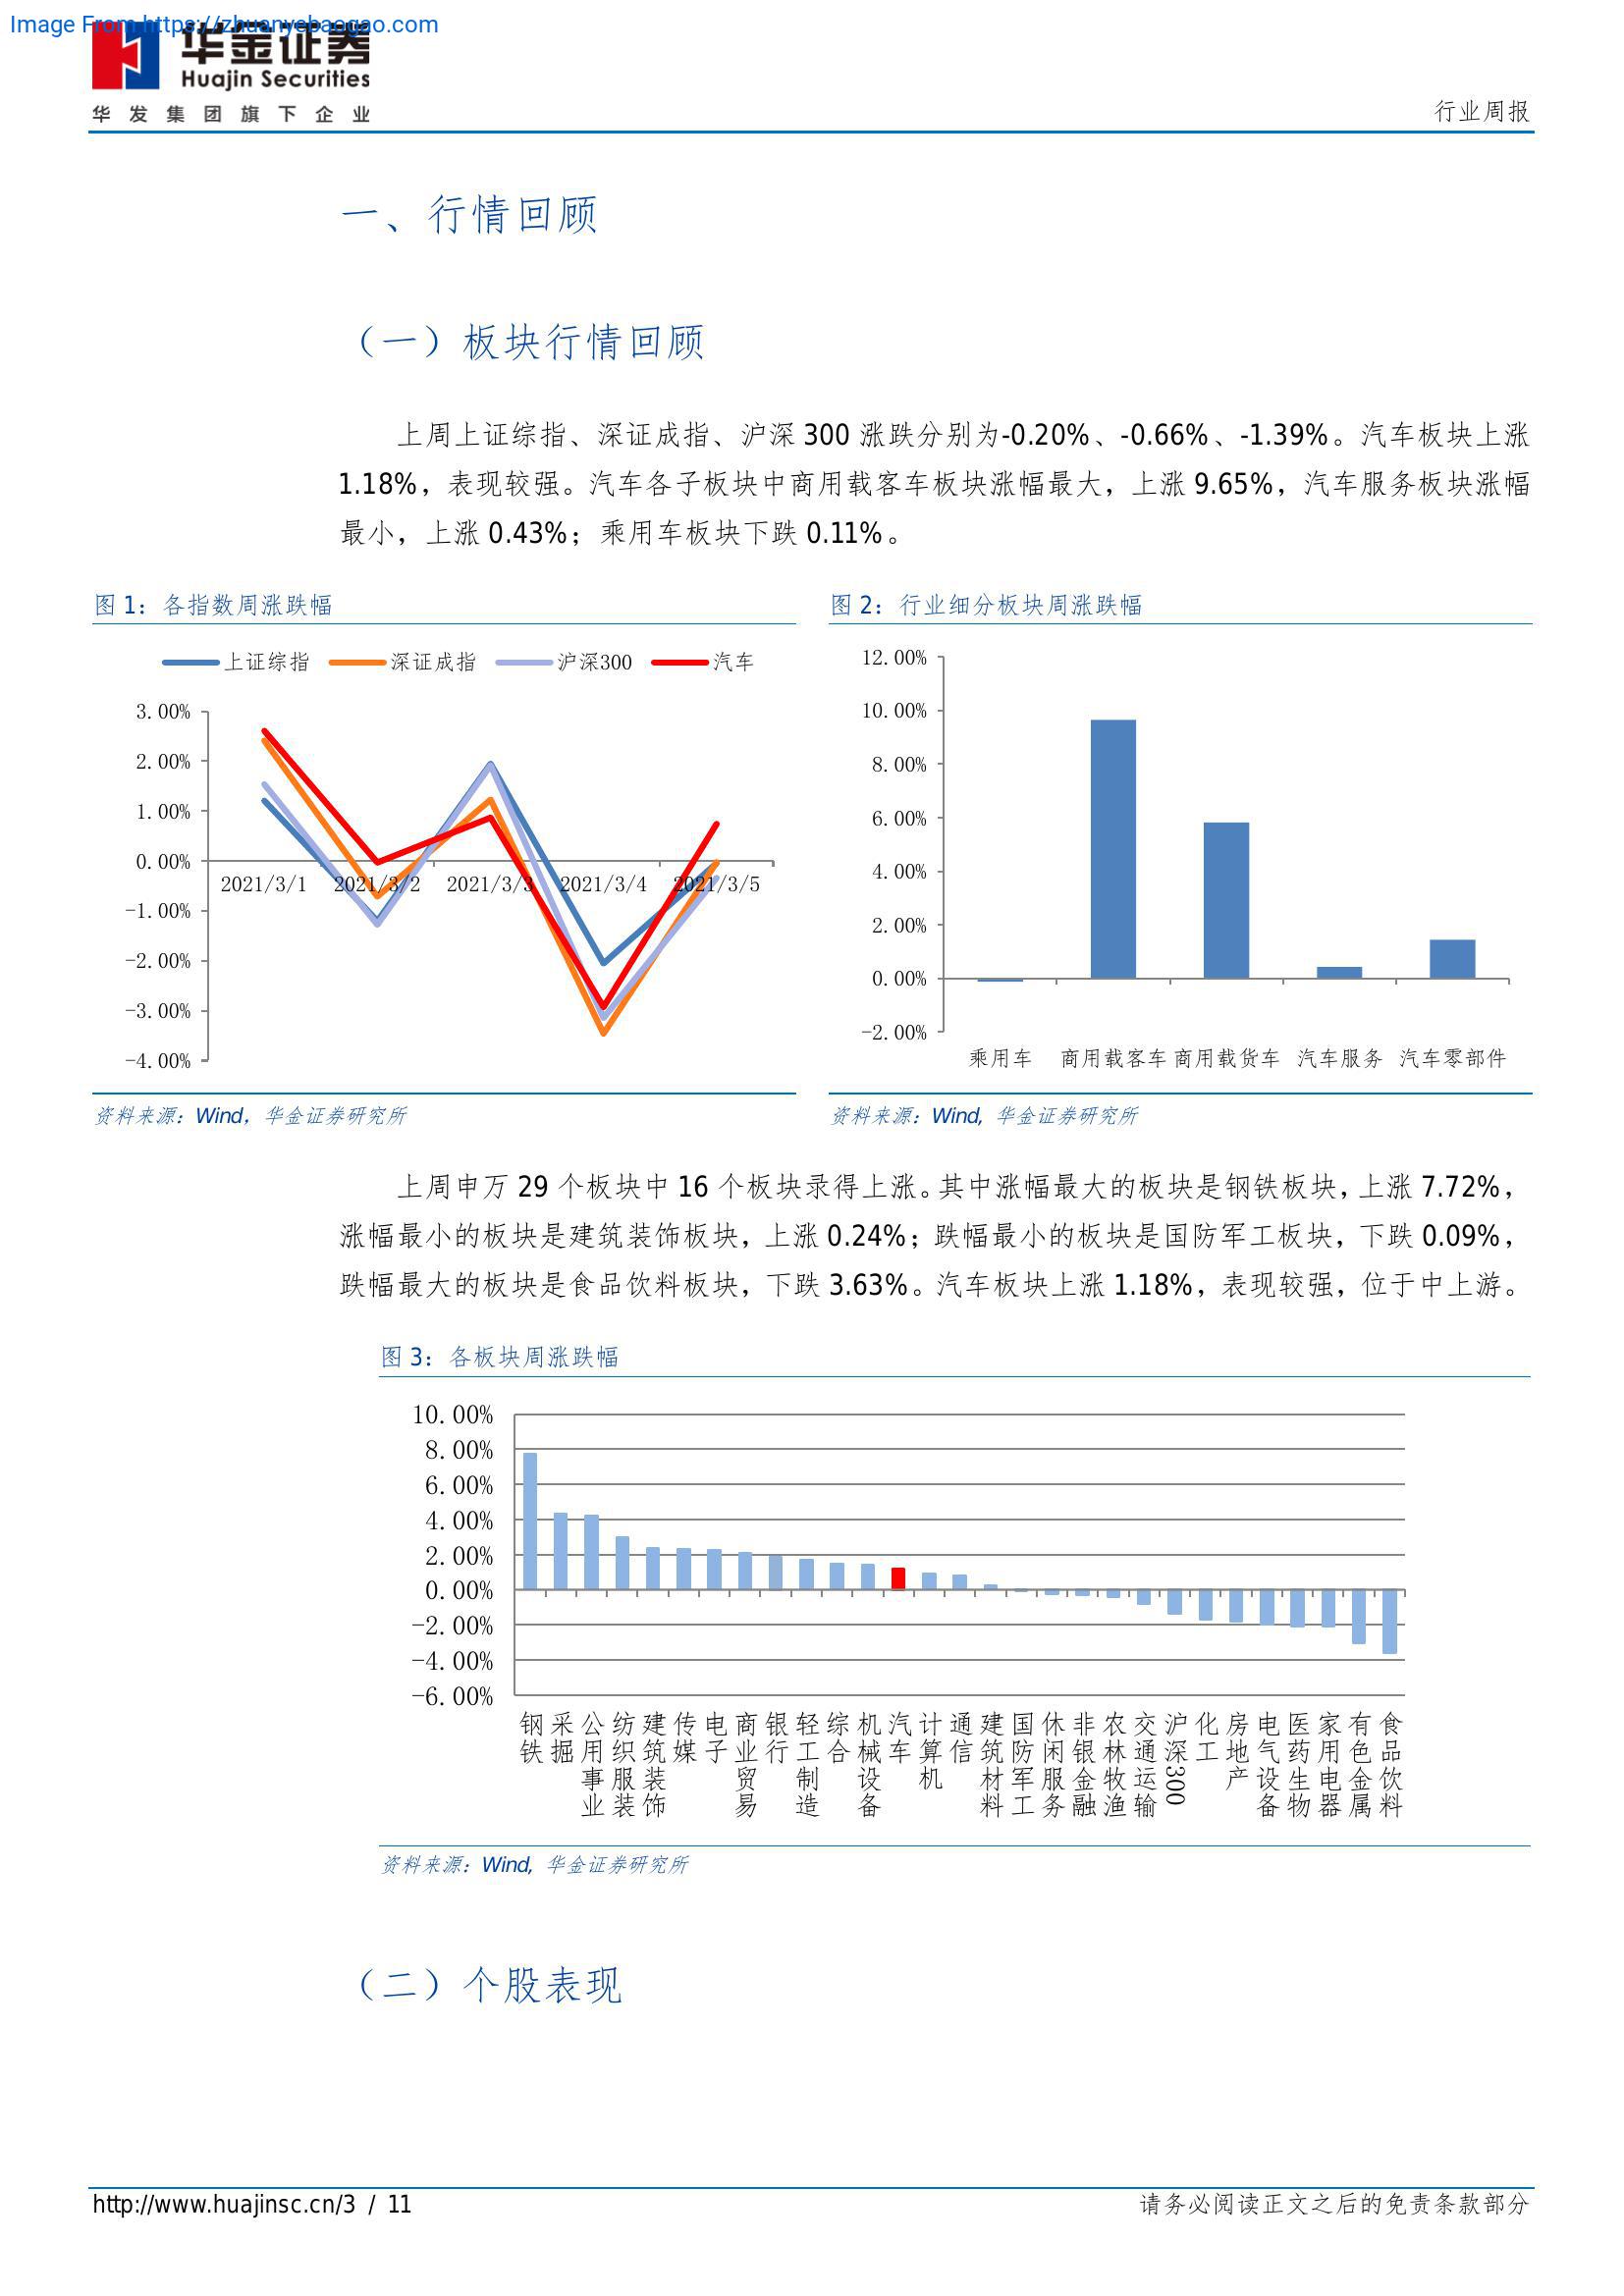 Image From https://zhuanyebaogao.com
华金证券
Huajin Securities
华发集团旗下企业
行业周报
一、行情回顾
（一）板块行情回顾
上周上证综指、深证成指、沪深 300 涨跌分别为-0.20%、-0.66%、-1.39%。汽车板块上涨
1.18%，表现较强。汽车各子板块中商用载客车板块涨幅最大，上涨 9.65%，汽车服务板块涨幅
最小，上涨 0.43%；乘用车板块下跌 0.11%。
图 1：各指数周涨跌幅
上证综指 深证成指 沪深300 汽车
3.00%
2.00%
1.00%
0.00%
-1.00%
-2.00%
-3.00%
-4.00%
2021/3/1 2021/3/2 2021/3/3 2021/3/4 2021/3/5
资料来源：Wind，华金证券研究所
图 2：行业细分板块周涨跌幅
12.00%
10.00%
8.00%
6.00%
4.00%
2.00%
0.00%
-2.00%
乘用车 商用载客车 商用载货车 汽车服务 汽车零部件
资料来源：Wind, 华金证券研究所
上周申万 29 个板块中 16 个板块录得上涨。其中涨幅最大的板块是钢铁板块，上涨 7.72%，
涨幅最小的板块是建筑装饰板块，上涨 0.24%；跌幅最小的板块是国防军工板块，下跌 0.09%，
跌幅最大的板块是食品饮料板块，下跌 3.63%。汽车板块上涨 1.18%，表现较强，位于中上游。
图 3：各板块周涨跌幅
10.00%
8.00%
6.00%
4.00%
2.00%
0.00%
-2.00%
-4.00%
-6.00%
钢铁
采掘
公用事业
纺织服装
建筑装饰
传媒
电子
商业贸易
银行
轻工制造
综合
机械设备
汽车
计算机
通信
建筑材料
国防军工
休闲服务
非银金融
农林牧渔
交通运输
沪深300
化工
房地产
电气设备
医药生物
家用电器
有色金属
食品饮料
资料来源：Wind, 华金证券研究所
（二）个股表现
http://www.huajinsc.cn/3 / 11
请务必阅读正文之后的免责条款部分